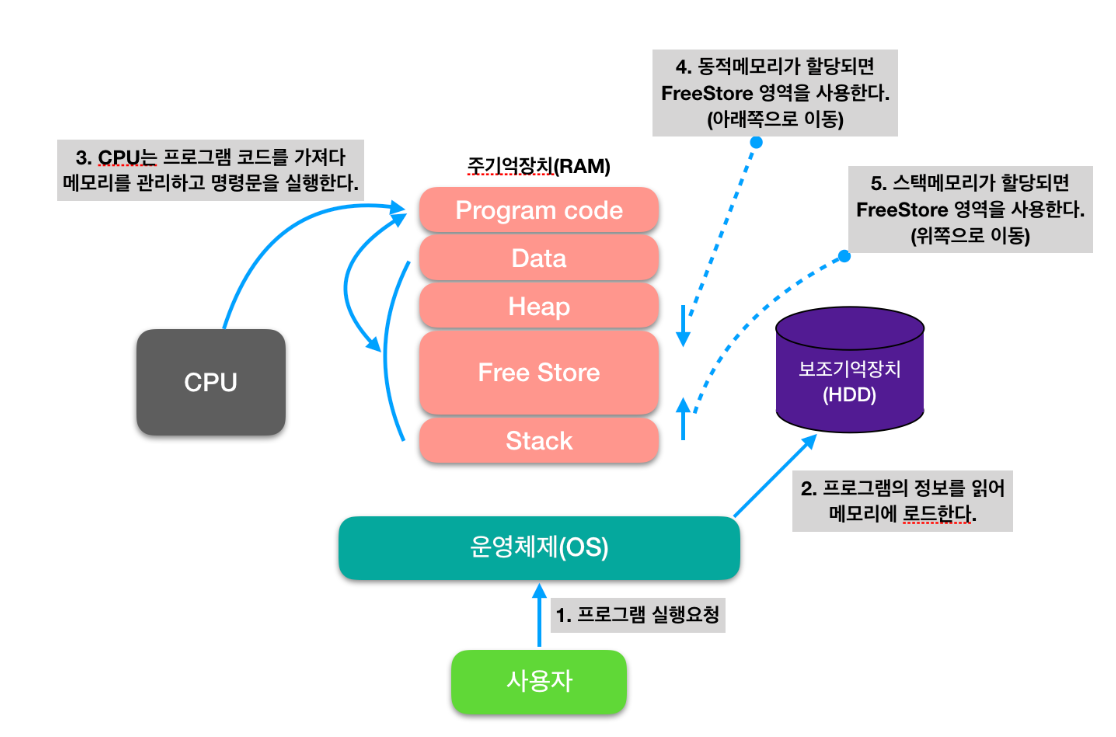 4. 동적메모리가 할당되면
FreeStore 영역을 사용한다.
(아래쪽으로 이동)
3. CPU는 프로그램 코드를 가져다
메모리를 관리하고 명령문을 실행한다.
주기억장치(RAM)
5. 스택메모리가 할당되면
FreeStore 영역을 사용한다.
(위쪽으로 이동)
Program code
Data
Heap
Free Store
Stack
CPU
보조기억장치
(HDD)
2. 프로그램의 정보를 읽어
메모리에 로드한다.
운영체제(OS)
1. 프로그램 실행요청
사용자